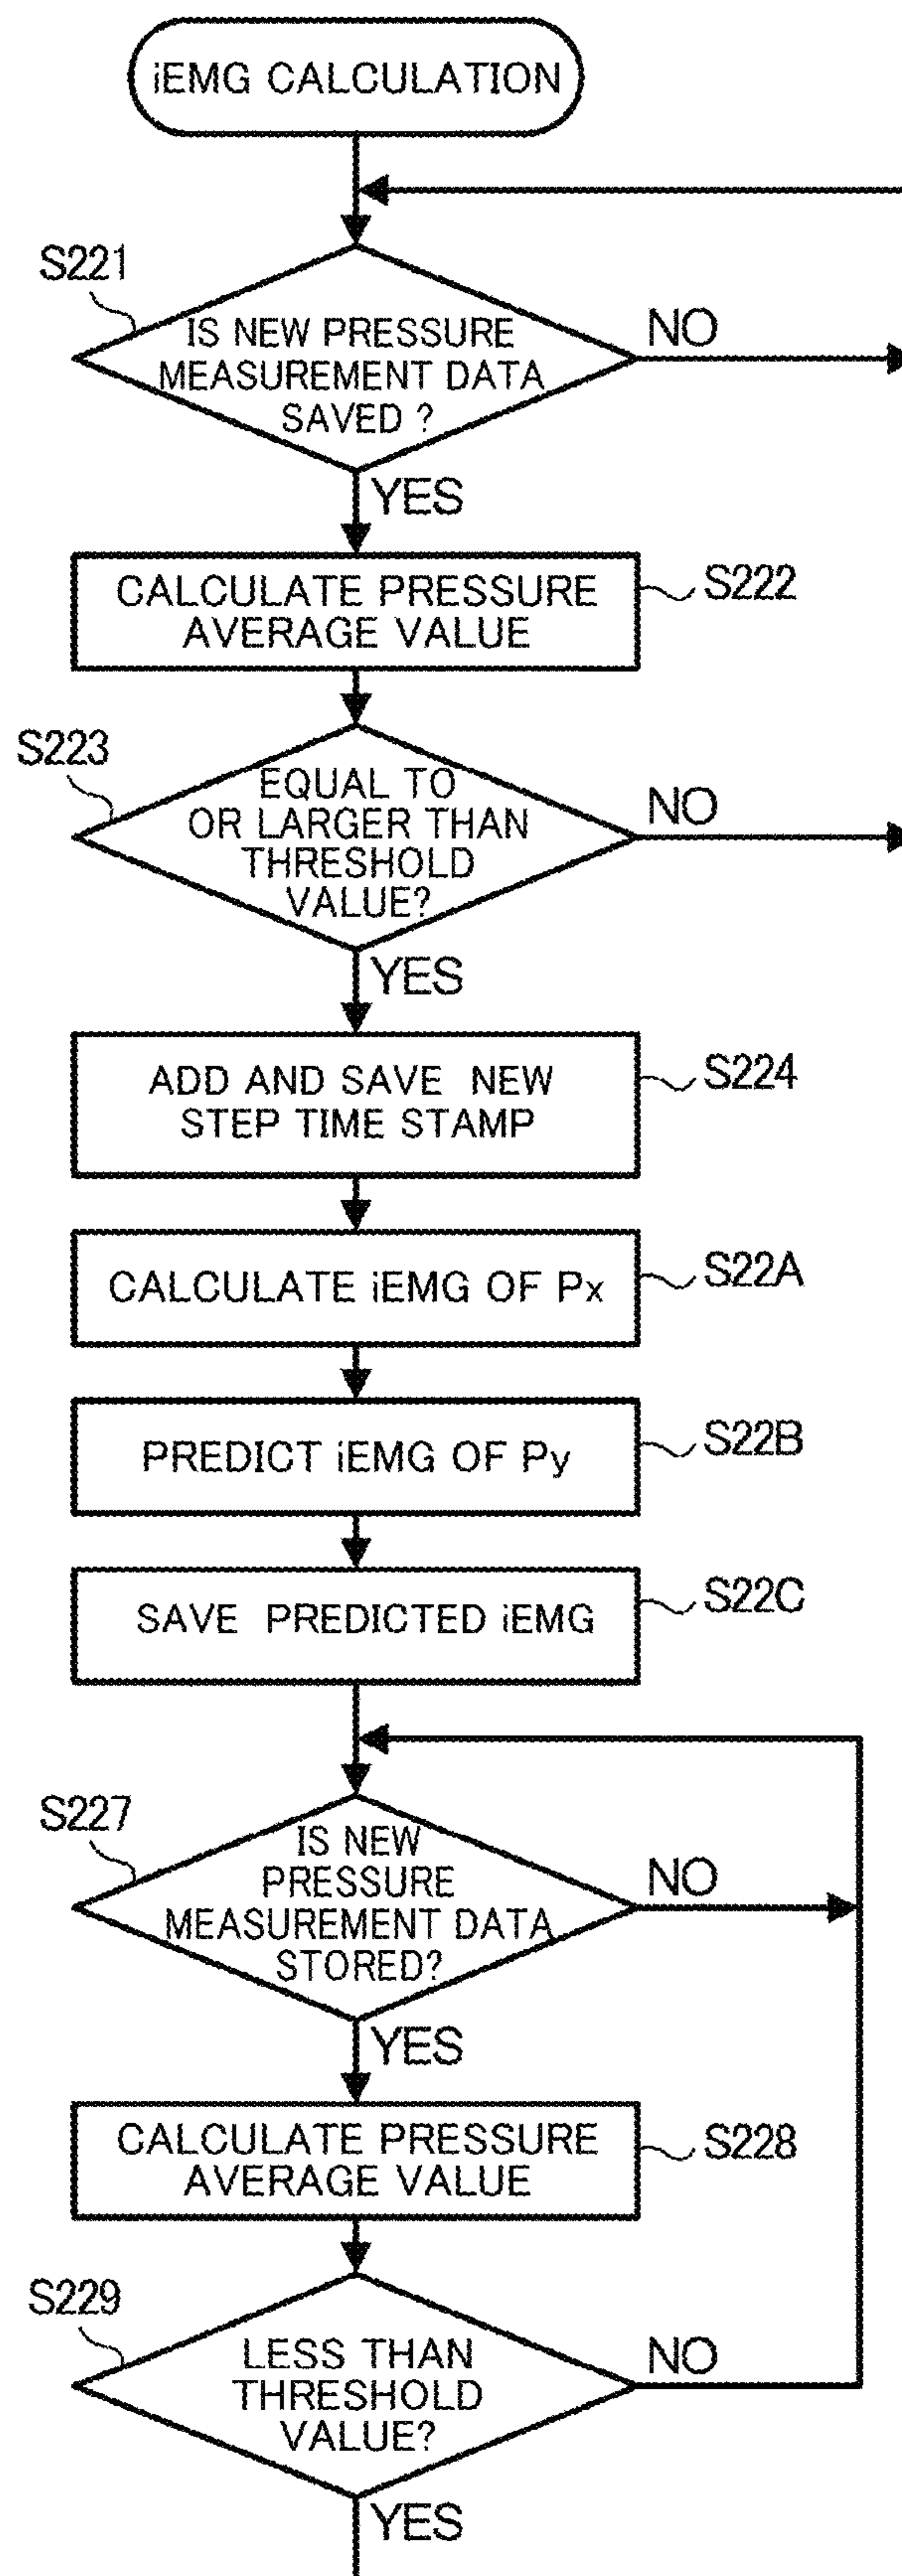 iEMG CALCULATION
S221
IS NEW PRESSURE
MEASUREMENT DATA
SAVED ?
NO
YES
CALCULATE PRESSURE
AVERAGE VALUE
S222
S223
EQUAL TO
OR LARGER THAN
THRESHOLD
VALUE?
NO
YES
ADD AND SAVE NEW
STEP TIME STAMP
S224
CALCULATE iEMG OF Px
S22A
PREDICT iEMG OF Py
S22B
SAVE PREDICTED iEMG
S22C
S227
IS NEW
PRESSURE
MEASUREMENT DATA
STORED?
NO
YES
CALCULATE PRESSURE
AVERAGE VALUE
S228
S229
LESS THAN
THRESHOLD
VALUE?
NO
YES